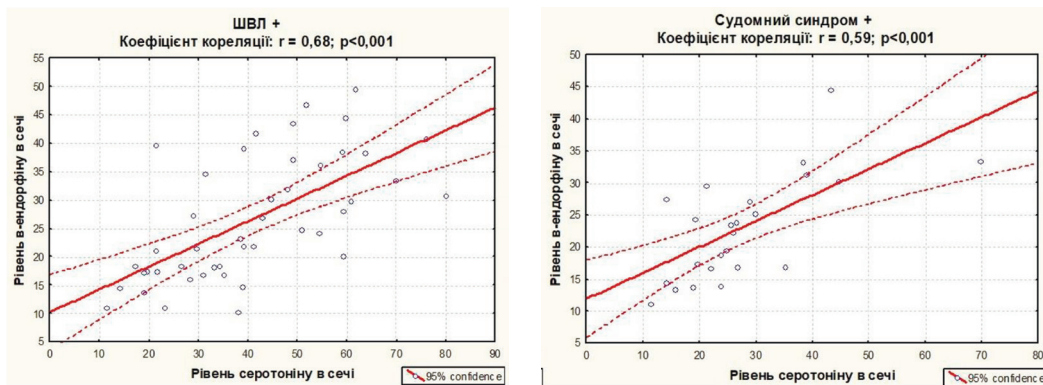 ШВЛ +
Коефіцієнт кореляції: r = 0,68; p<0,001
Рівень в-ендорфіну в сечі
55
50
45
40
35
30
25
20
15
10
5
0 10 20 30 40 50 60 70 80 90
Рівень серотоніну в сечі
95% confidence
Судомний синдром +
Коефіцієнт кореляції: r = 0,59; p<0,001
Рівень в-ендорфіну в сечі
50
45
40
35
30
25
20
15
10
5
0 10 20 30 40 50 60 70 80
Рівень серотоніну в сечі
95% confidence